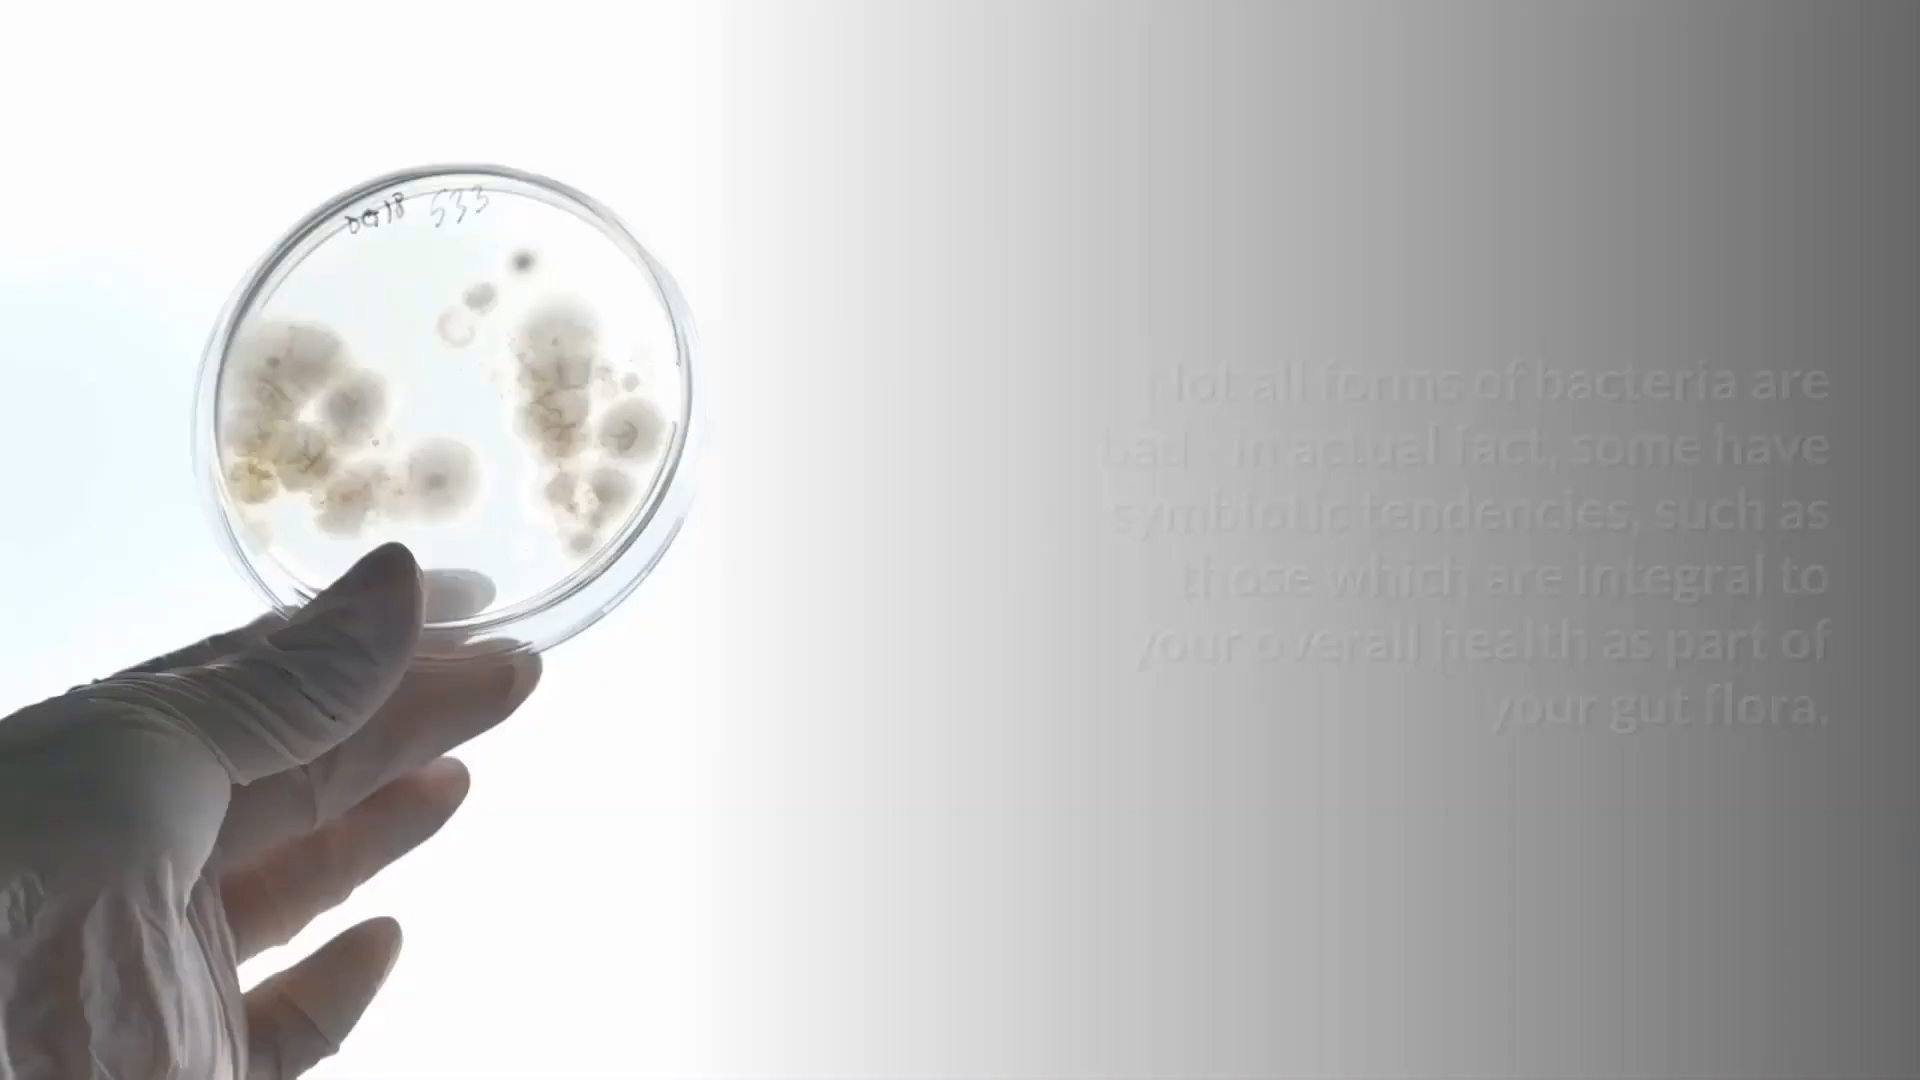 533
Not all forms of bacteria are
bad - in actual fact, some have
symbiotic tendencies, such as
those which are integral to
your overall health as part of
your gut flora.